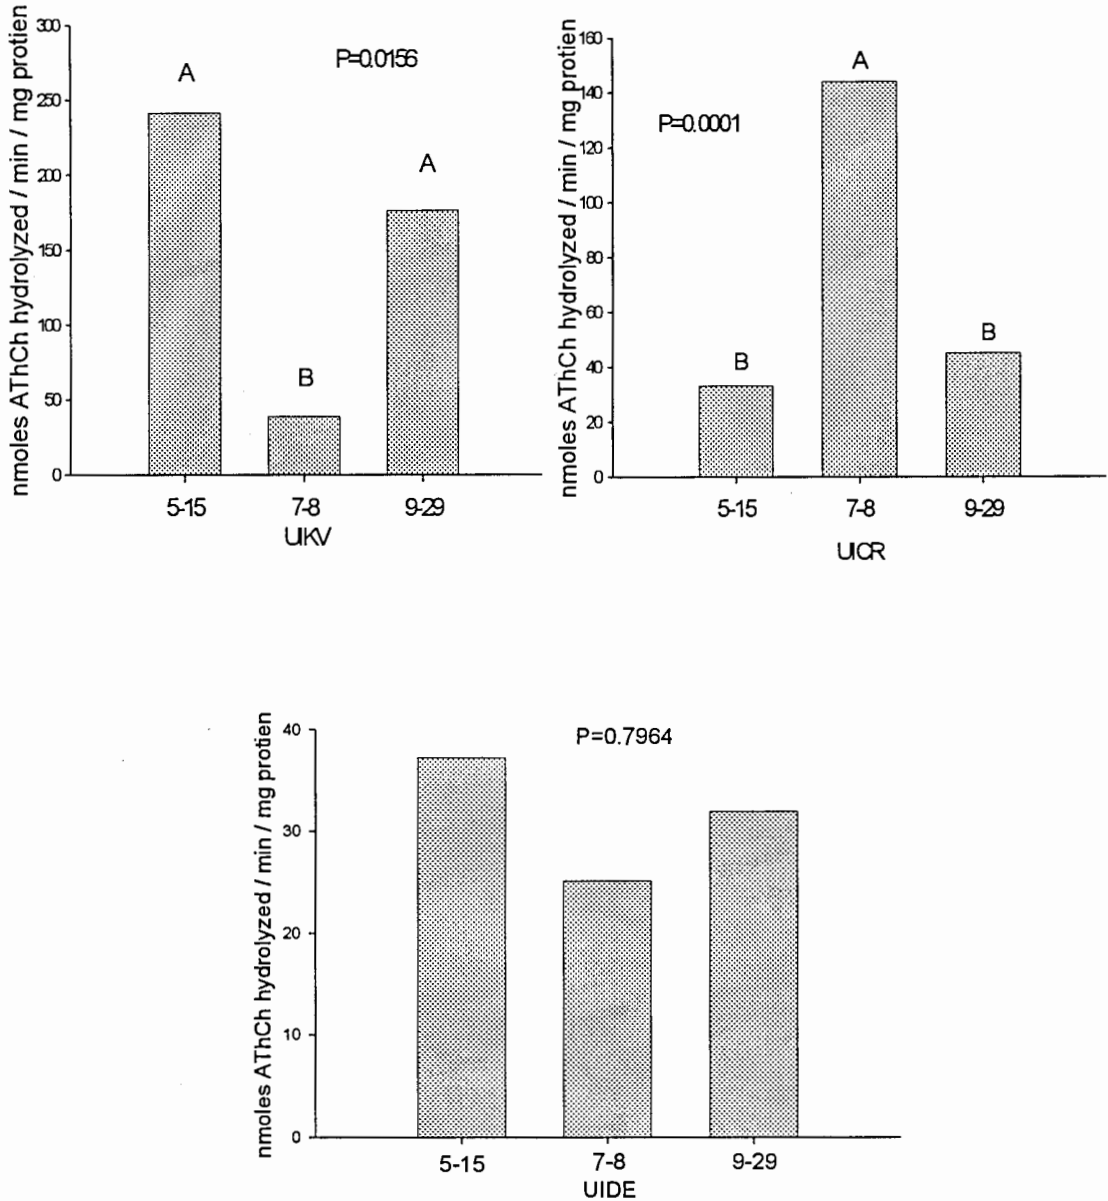 nmoles AThCh hydrolyzed / min / mg protien
300
250
200
150
100
50
0
P=0.0156
A
B
A
5-15
7-8
9-29
UIKV
nmoles AThCh hydrolyzed / min / mg protien
160
140
120
100
80
60
40
20
0
P=0.0001
B
A
B
5-15
7-8
9-29
UICR
nmoles AThCh hydrolyzed / min / mg protien
40
30
20
10
0
P=0.7964
5-15
7-8
9-29
UIDE